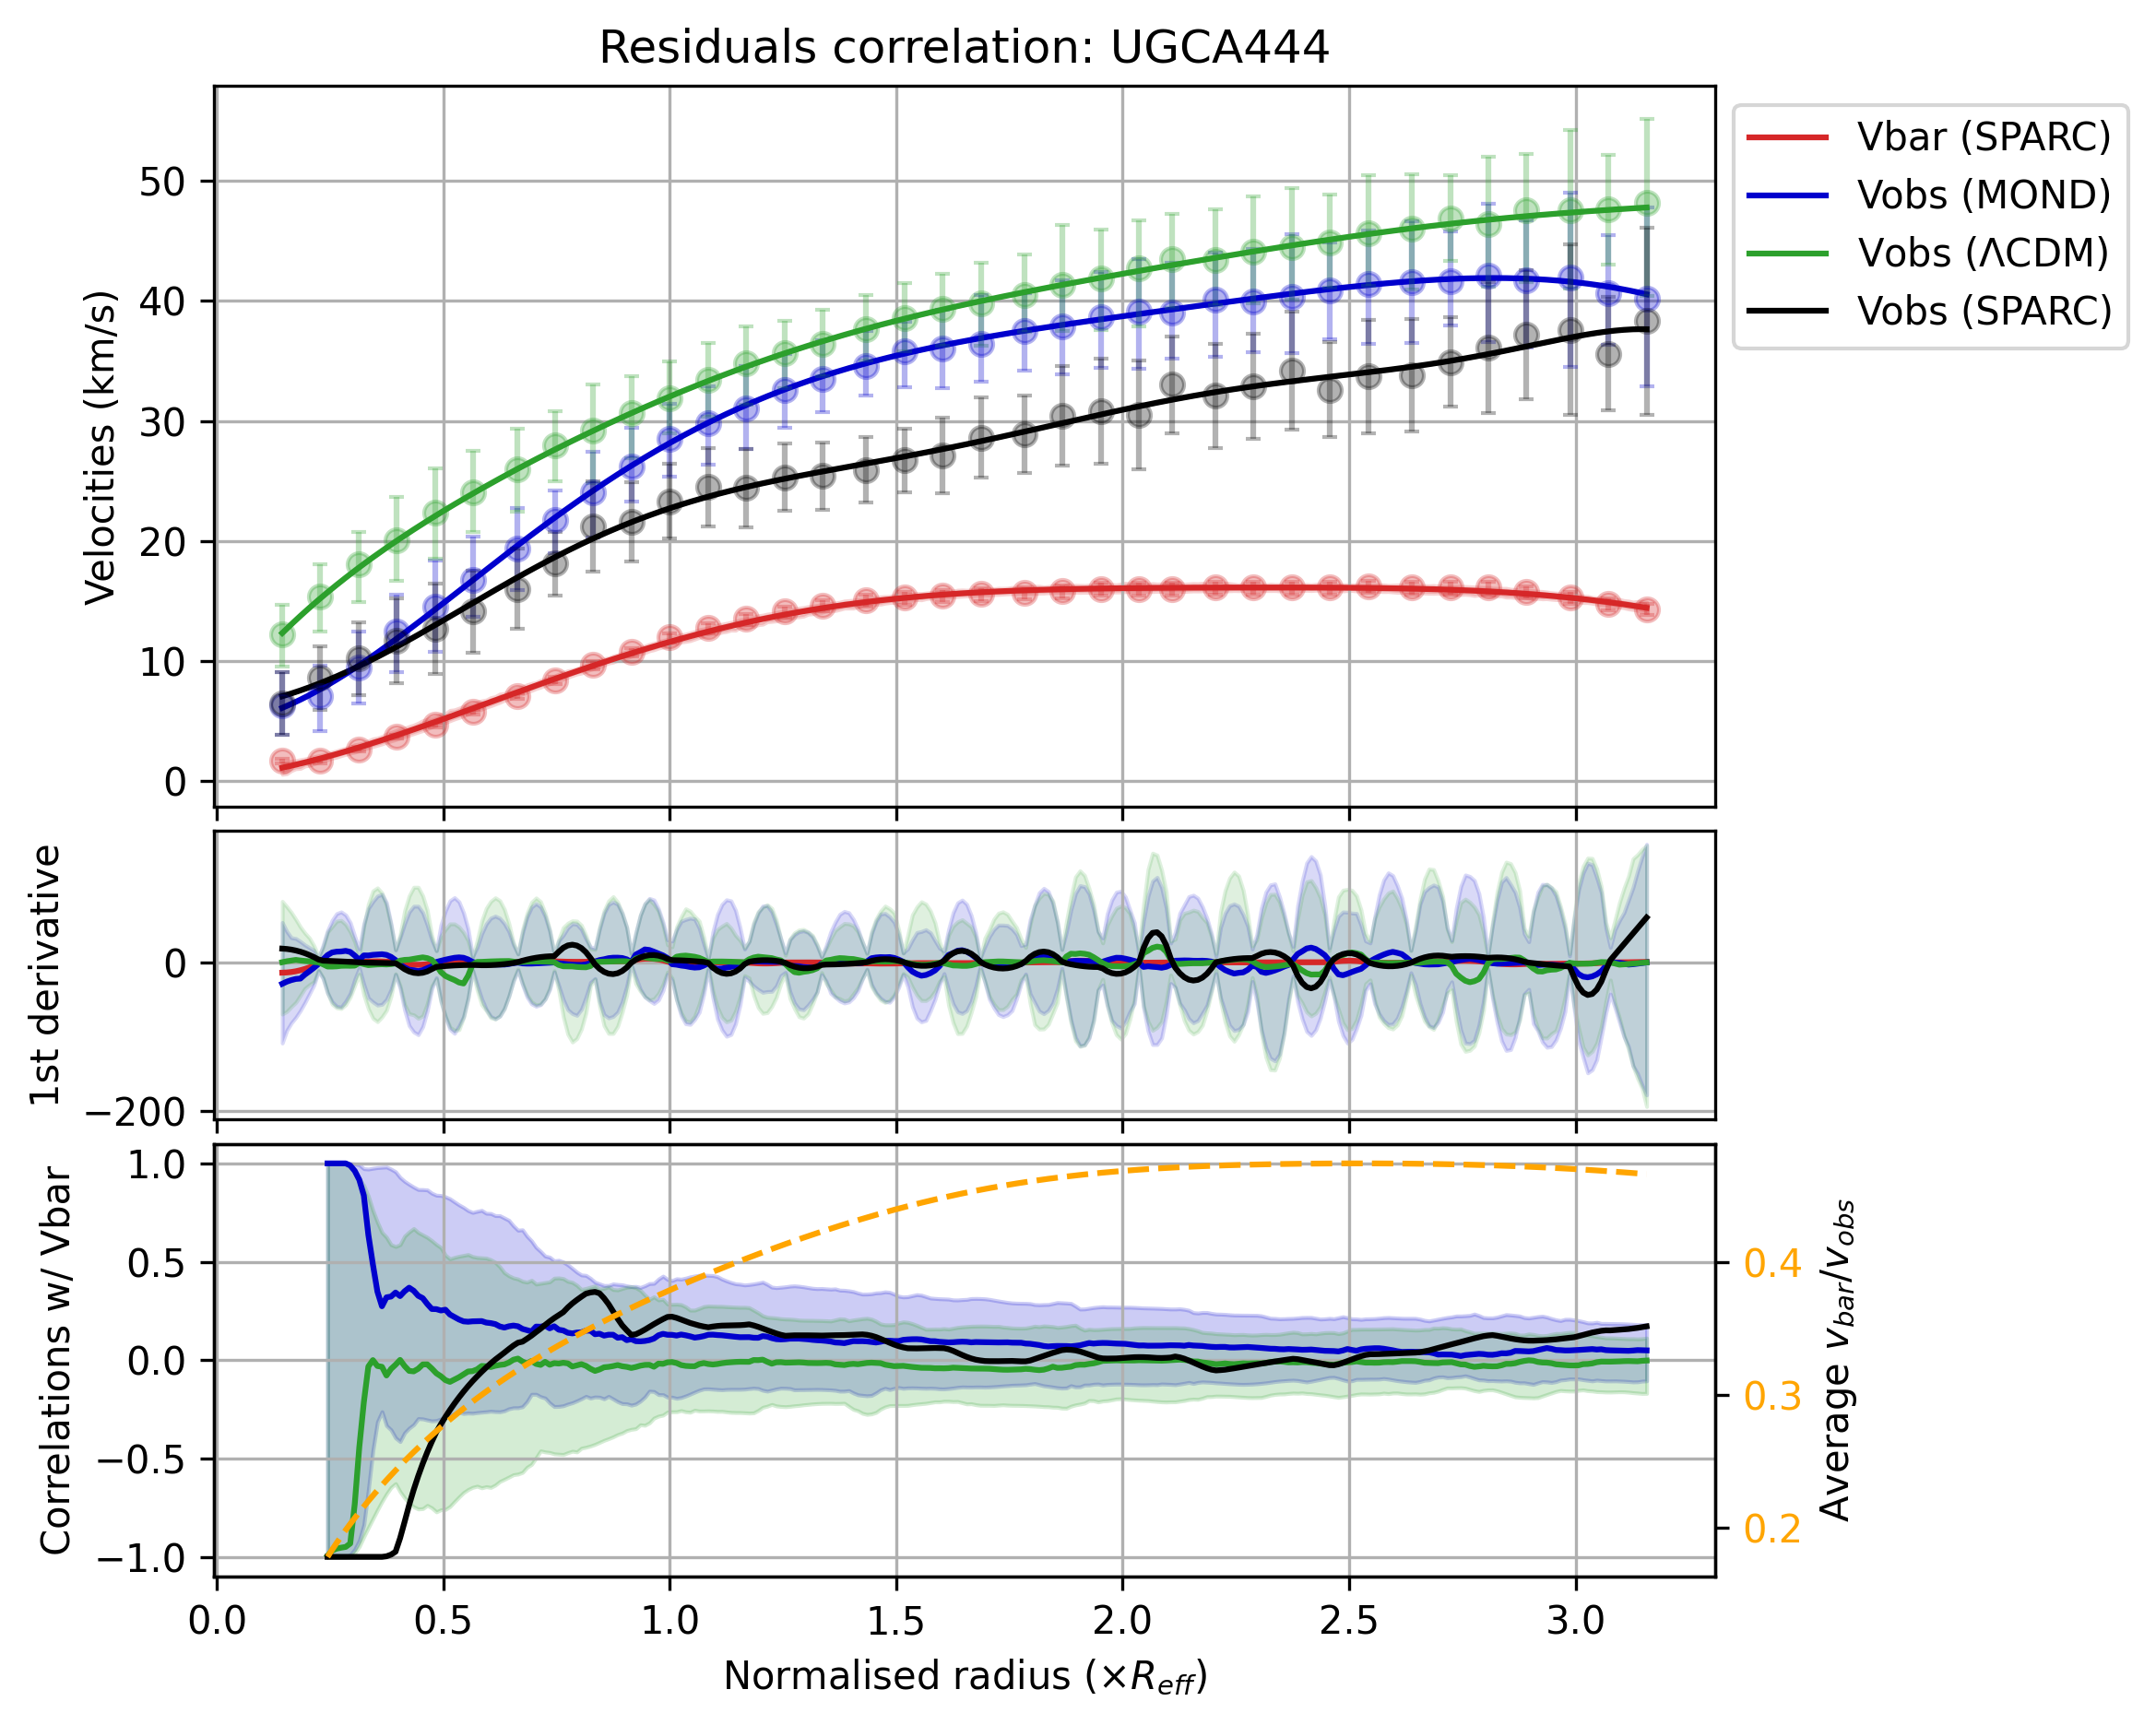 Residuals correlation: UGCA444
Velocities (km/s)
50
40
30
20
10
0
Vbar (SPARC)
Vobs (MOND)
Vobs (ΛCDM)
Vobs (SPARC)
1st derivative
0
−200
Correlations w/ Vbar
1.0
0.5
0.0
−0.5
−1.0
0.4
0.3
0.2
Average v_bar/v_obs
0.0 0.5 1.0 1.5 2.0 2.5 3.0
Normalised radius (×R_eff)